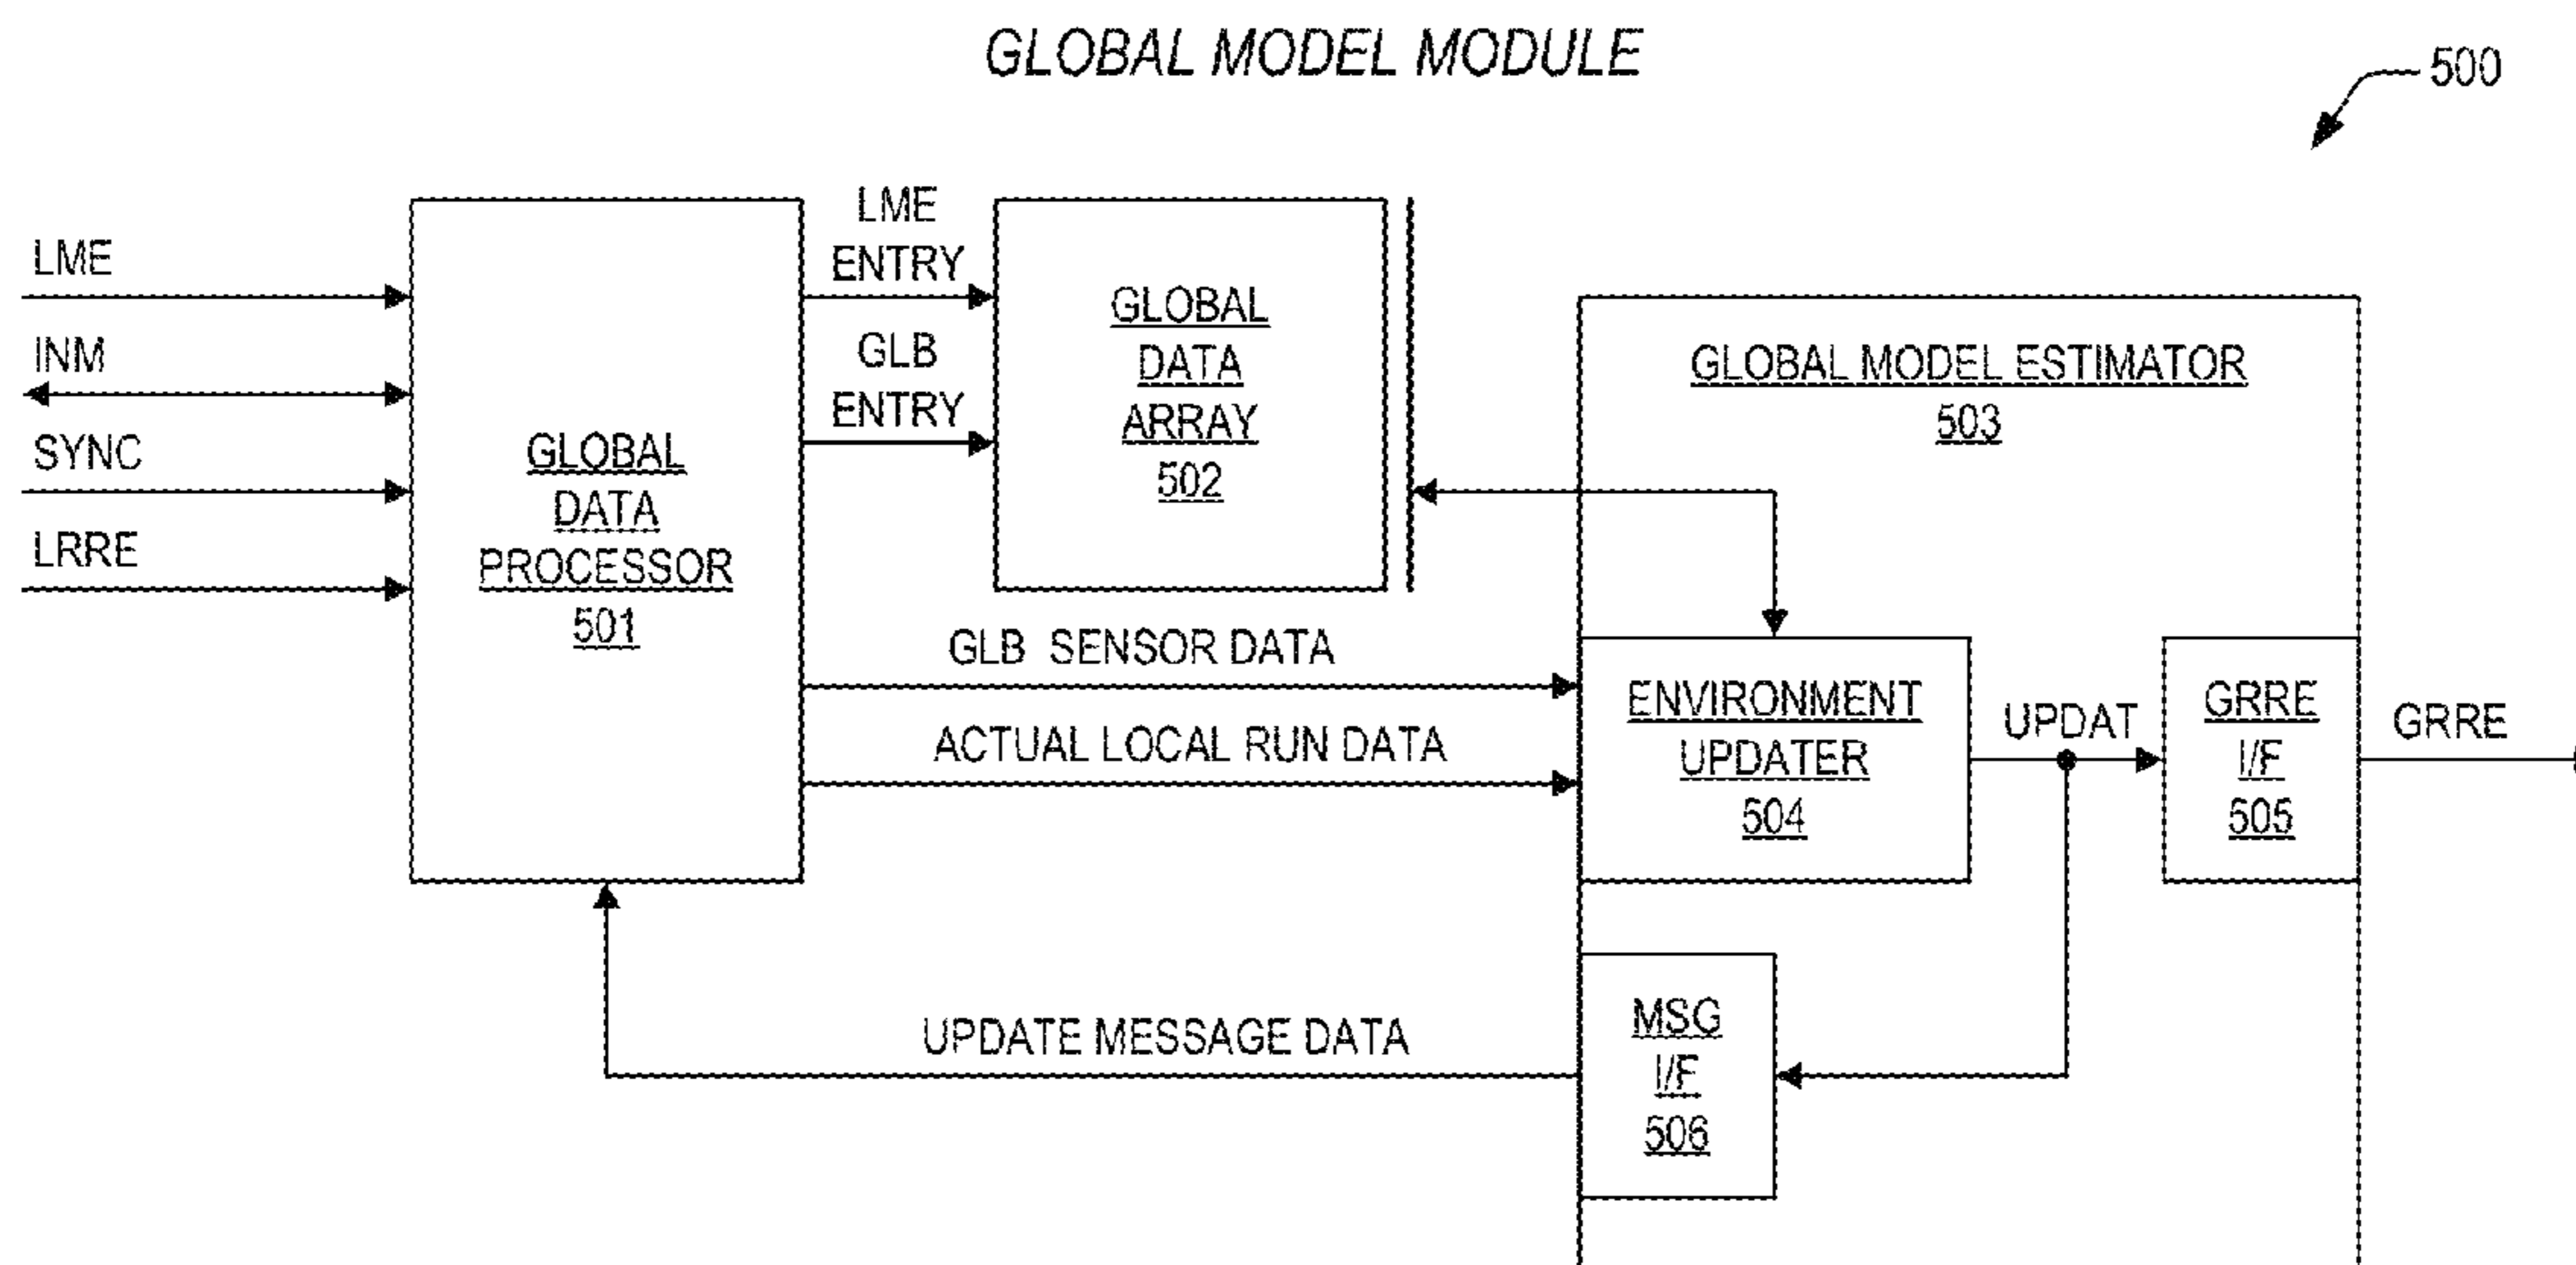 GLOBAL MODEL MODULE
500
LME
INM
SYNC
LRRE
GLOBAL
DATA
PROCESSOR
501
LME
ENTRY
GLB
ENTRY
GLOBAL
DATA
ARRAY
502
GLOBAL MODEL ESTIMATOR
503
GLB SENSOR DATA
ACTUAL LOCAL RUN DATA
ENVIRONMENT
UPDATER
504
UPDAT
GRRE
I/F
505
GRRE
UPDATE MESSAGE DATA
MSG
I/F
506